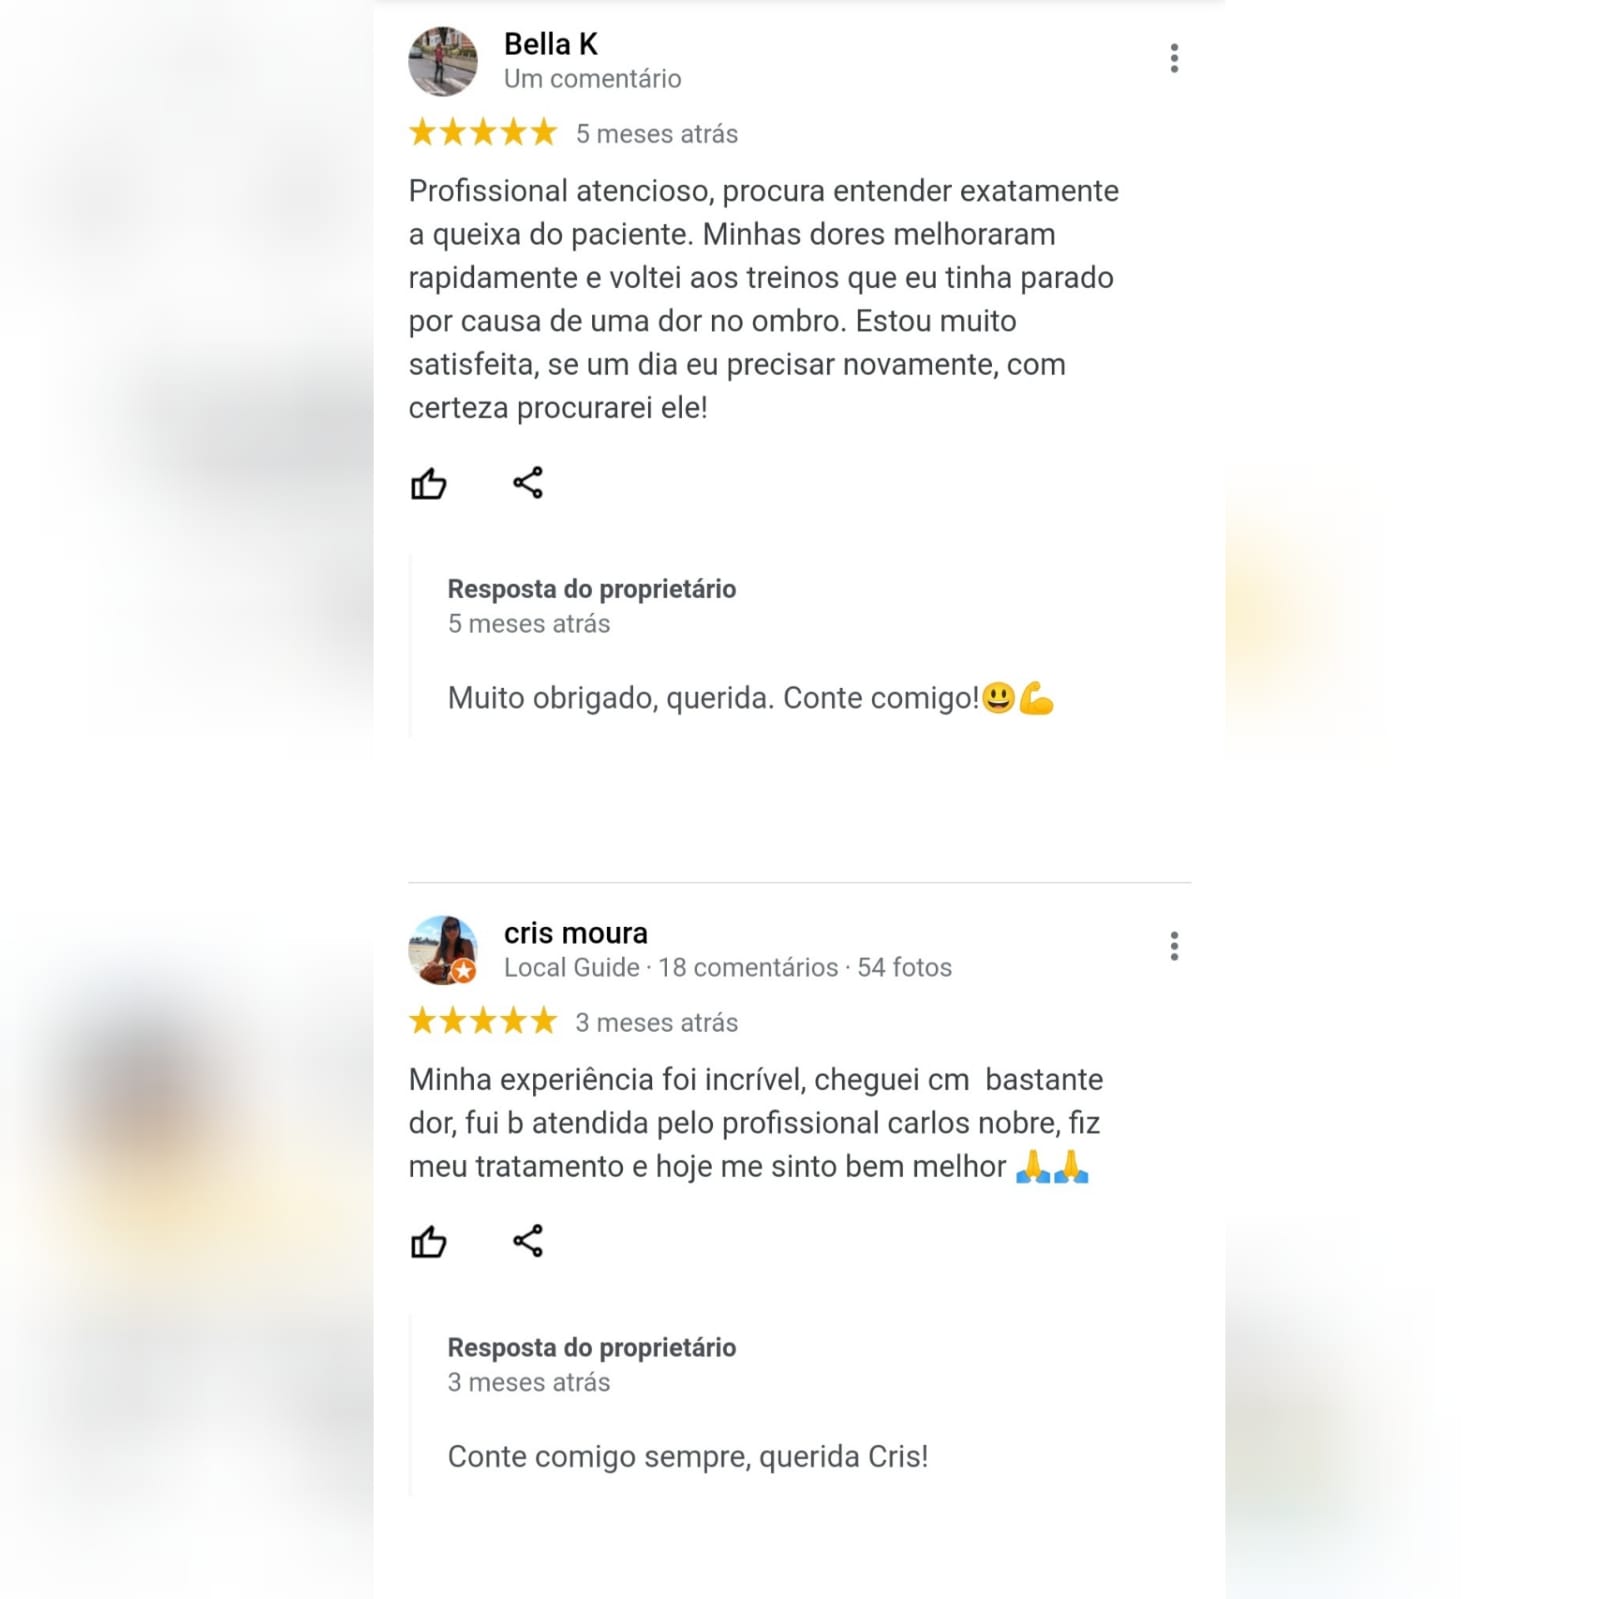 Bella K
Um comentário
5 meses atrás
Profissional atencioso, procura entender exatamente
a queixa do paciente. Minhas dores melhoraram
rapidamente e voltei aos treinos que eu tinha parado
por causa de uma dor no ombro. Estou muito
satisfeita, se um dia eu precisar novamente, com
certeza procurarei ele!
Resposta do proprietário
5 meses atrás
Muito obrigado, querida. Conte comigo!😃💪
cris moura
Local Guide · 18 comentários · 54 fotos
3 meses atrás
Minha experiência foi incrível, cheguei cm  bastante
dor, fui b atendida pelo profissional carlos nobre, fiz
meu tratamento e hoje me sinto bem melhor 🙏🙏
Resposta do proprietário
3 meses atrás
Conte comigo sempre, querida Cris!